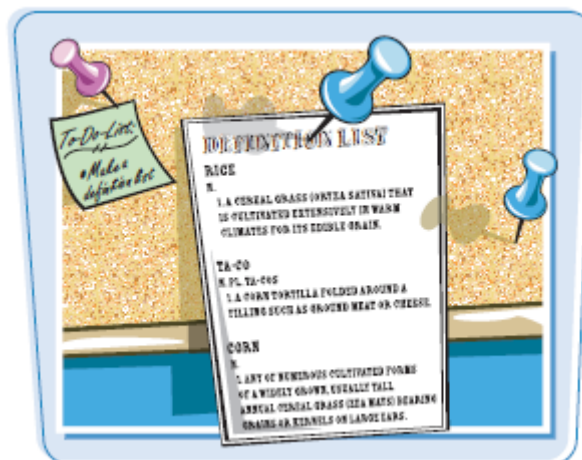 To-Do-List:
• Make a
definition list
DEFINITION LIST
RICE
N.
1. A CEREAL GRASS (ORYZA SATIVA) THAT
IS CULTIVATED EXTENSIVELY IN WARM
CLIMATES FOR ITS EDIBLE GRAIN.
TA-CO
N. PL. TA-COS
1. A CORN TORTILLA FOLDED AROUND A
FILLING SUCH AS GROUND MEAT OR CHEESE.
CORN
N.
1. ANY OF NUMEROUS CULTIVATED FORMS
OF A WIDELY GROWN, USUALLY TALL
ANNUAL CEREAL GRASS (ZEA MAYS) BEARING
GRAINS OR KERNELS ON LARGE EARS.